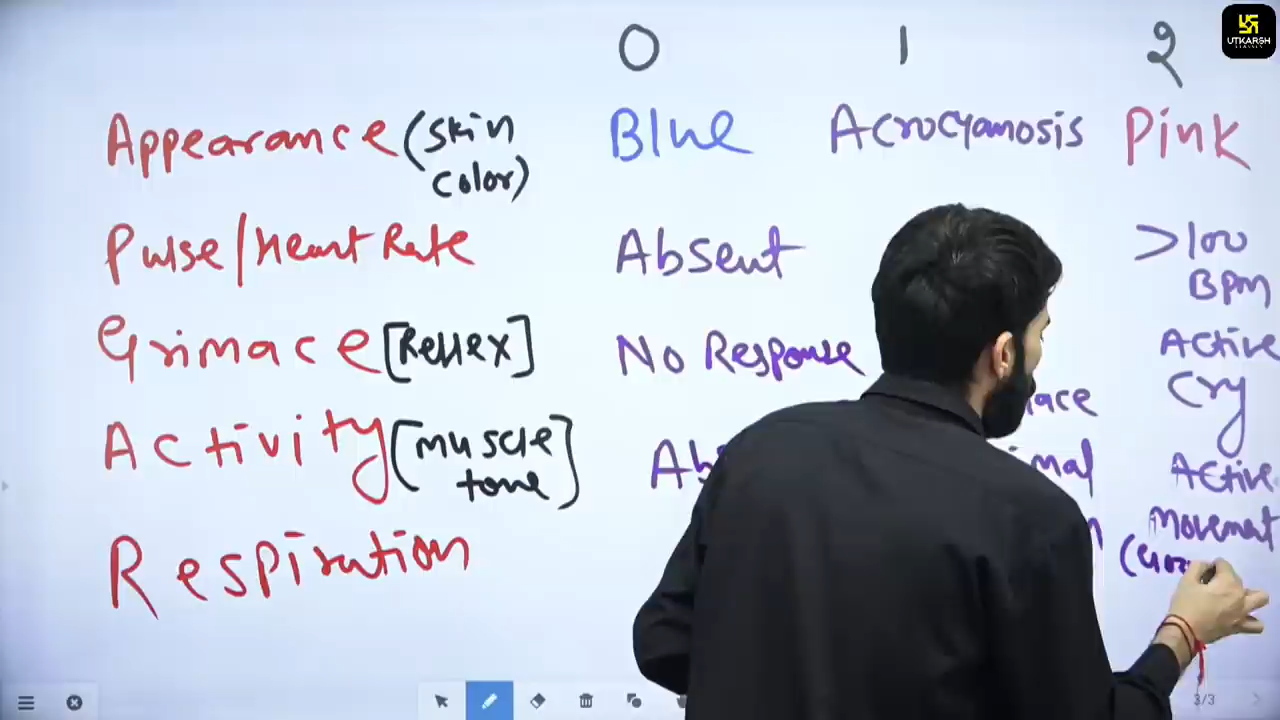 UTKARSH
CLASSES
0 1 2
Appearance (skin color) Blue Acrocyanosis Pink
Pulse/Heart Rate Absent >100 BPM
Grimace [Reflex] No Response Active Cry
Activity [muscle tone] Active Movement
Respiration
3/3